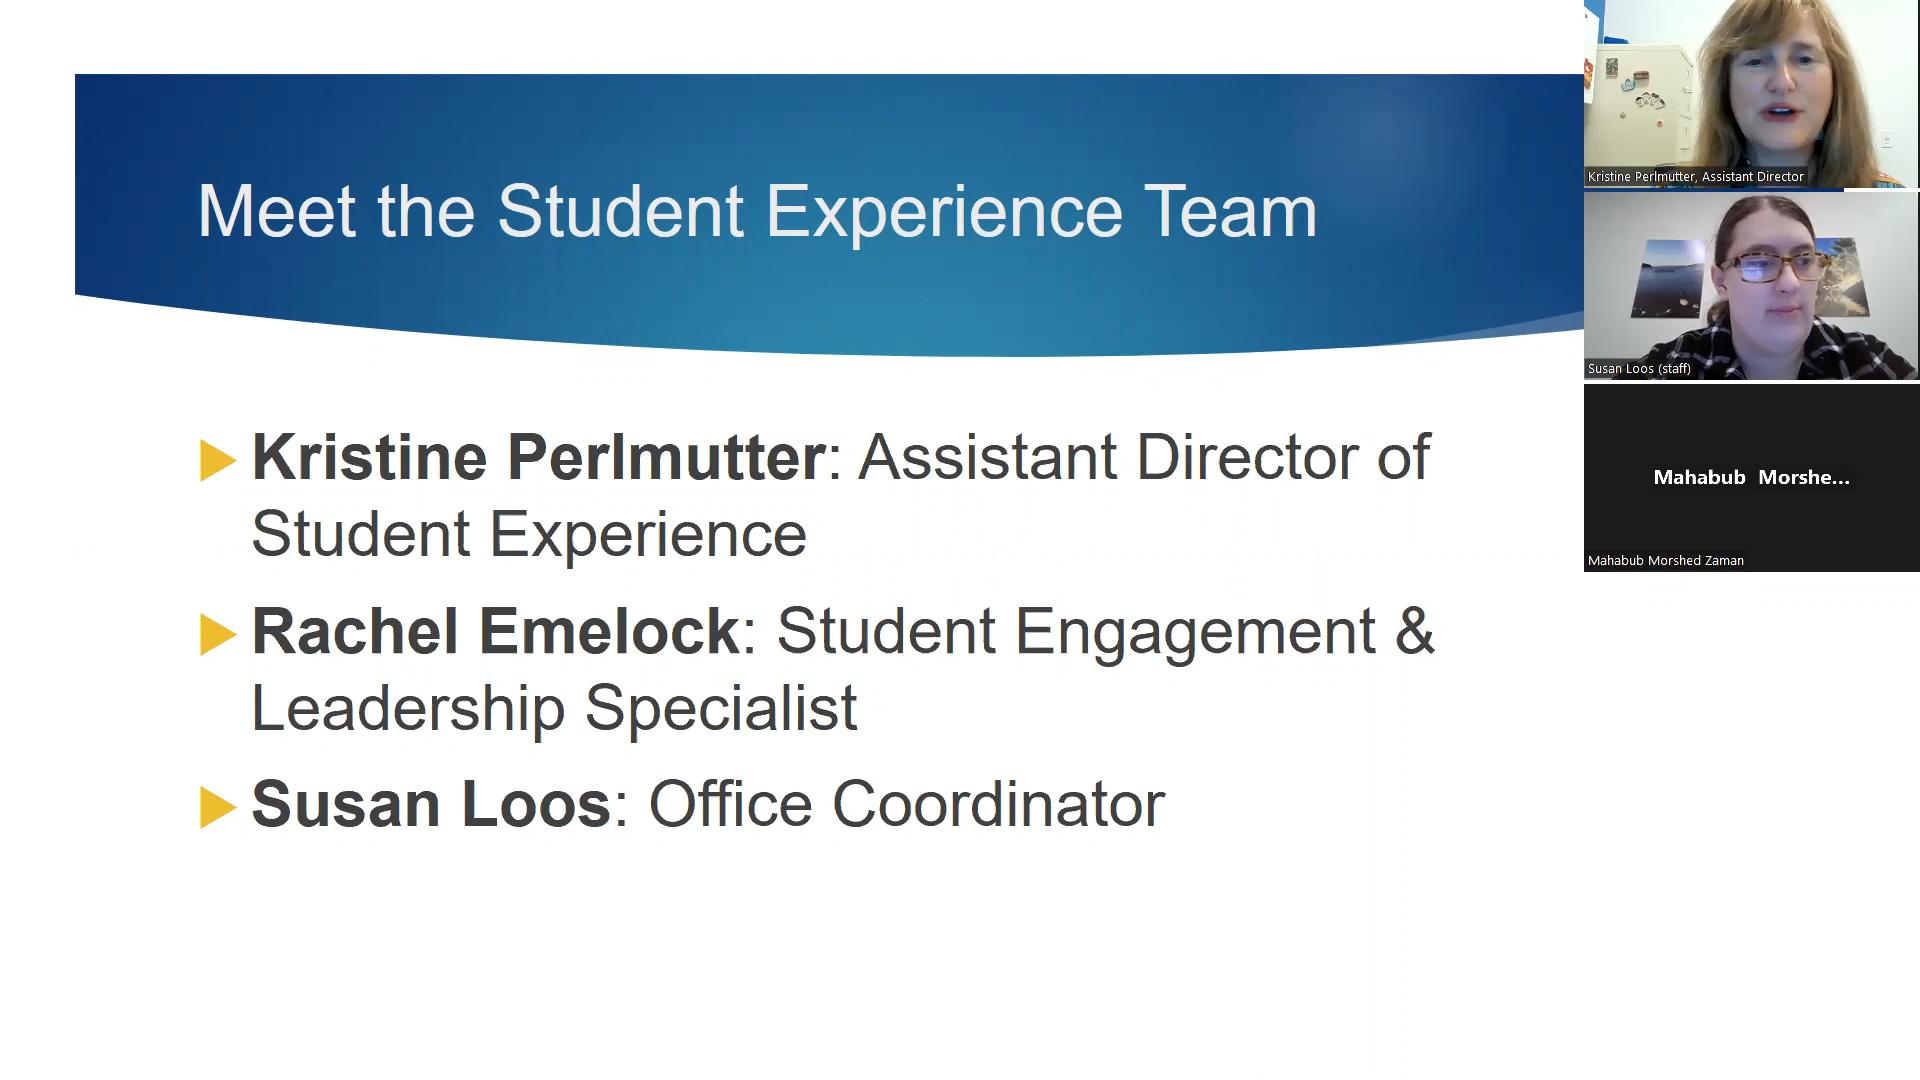 Meet the Student Experience Team
Kristine Perlmutter: Assistant Director of
Student Experience
Rachel Emelock: Student Engagement &
Leadership Specialist
Susan Loos: Office Coordinator
Kristine Perlmutter, Assistant Director
Susan Loos (staff)
Mahabub Morshe...
Mahabub Morshed Zaman